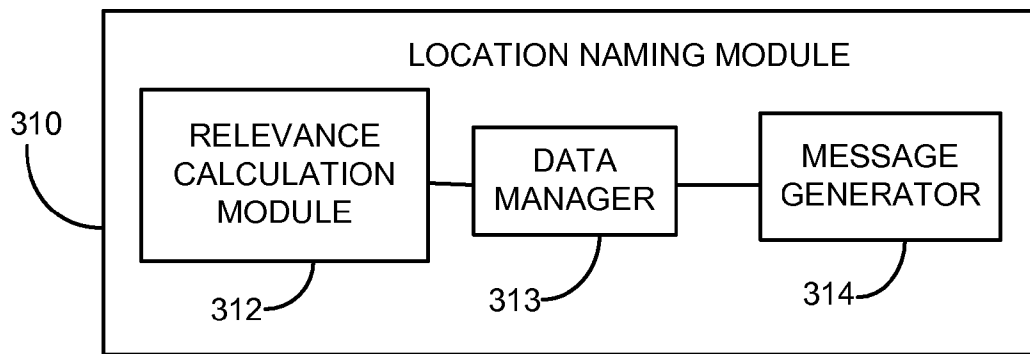 LOCATION NAMING MODULE
310
RELEVANCE
CALCULATION
MODULE
DATA
MANAGER
MESSAGE
GENERATOR
312
313
314